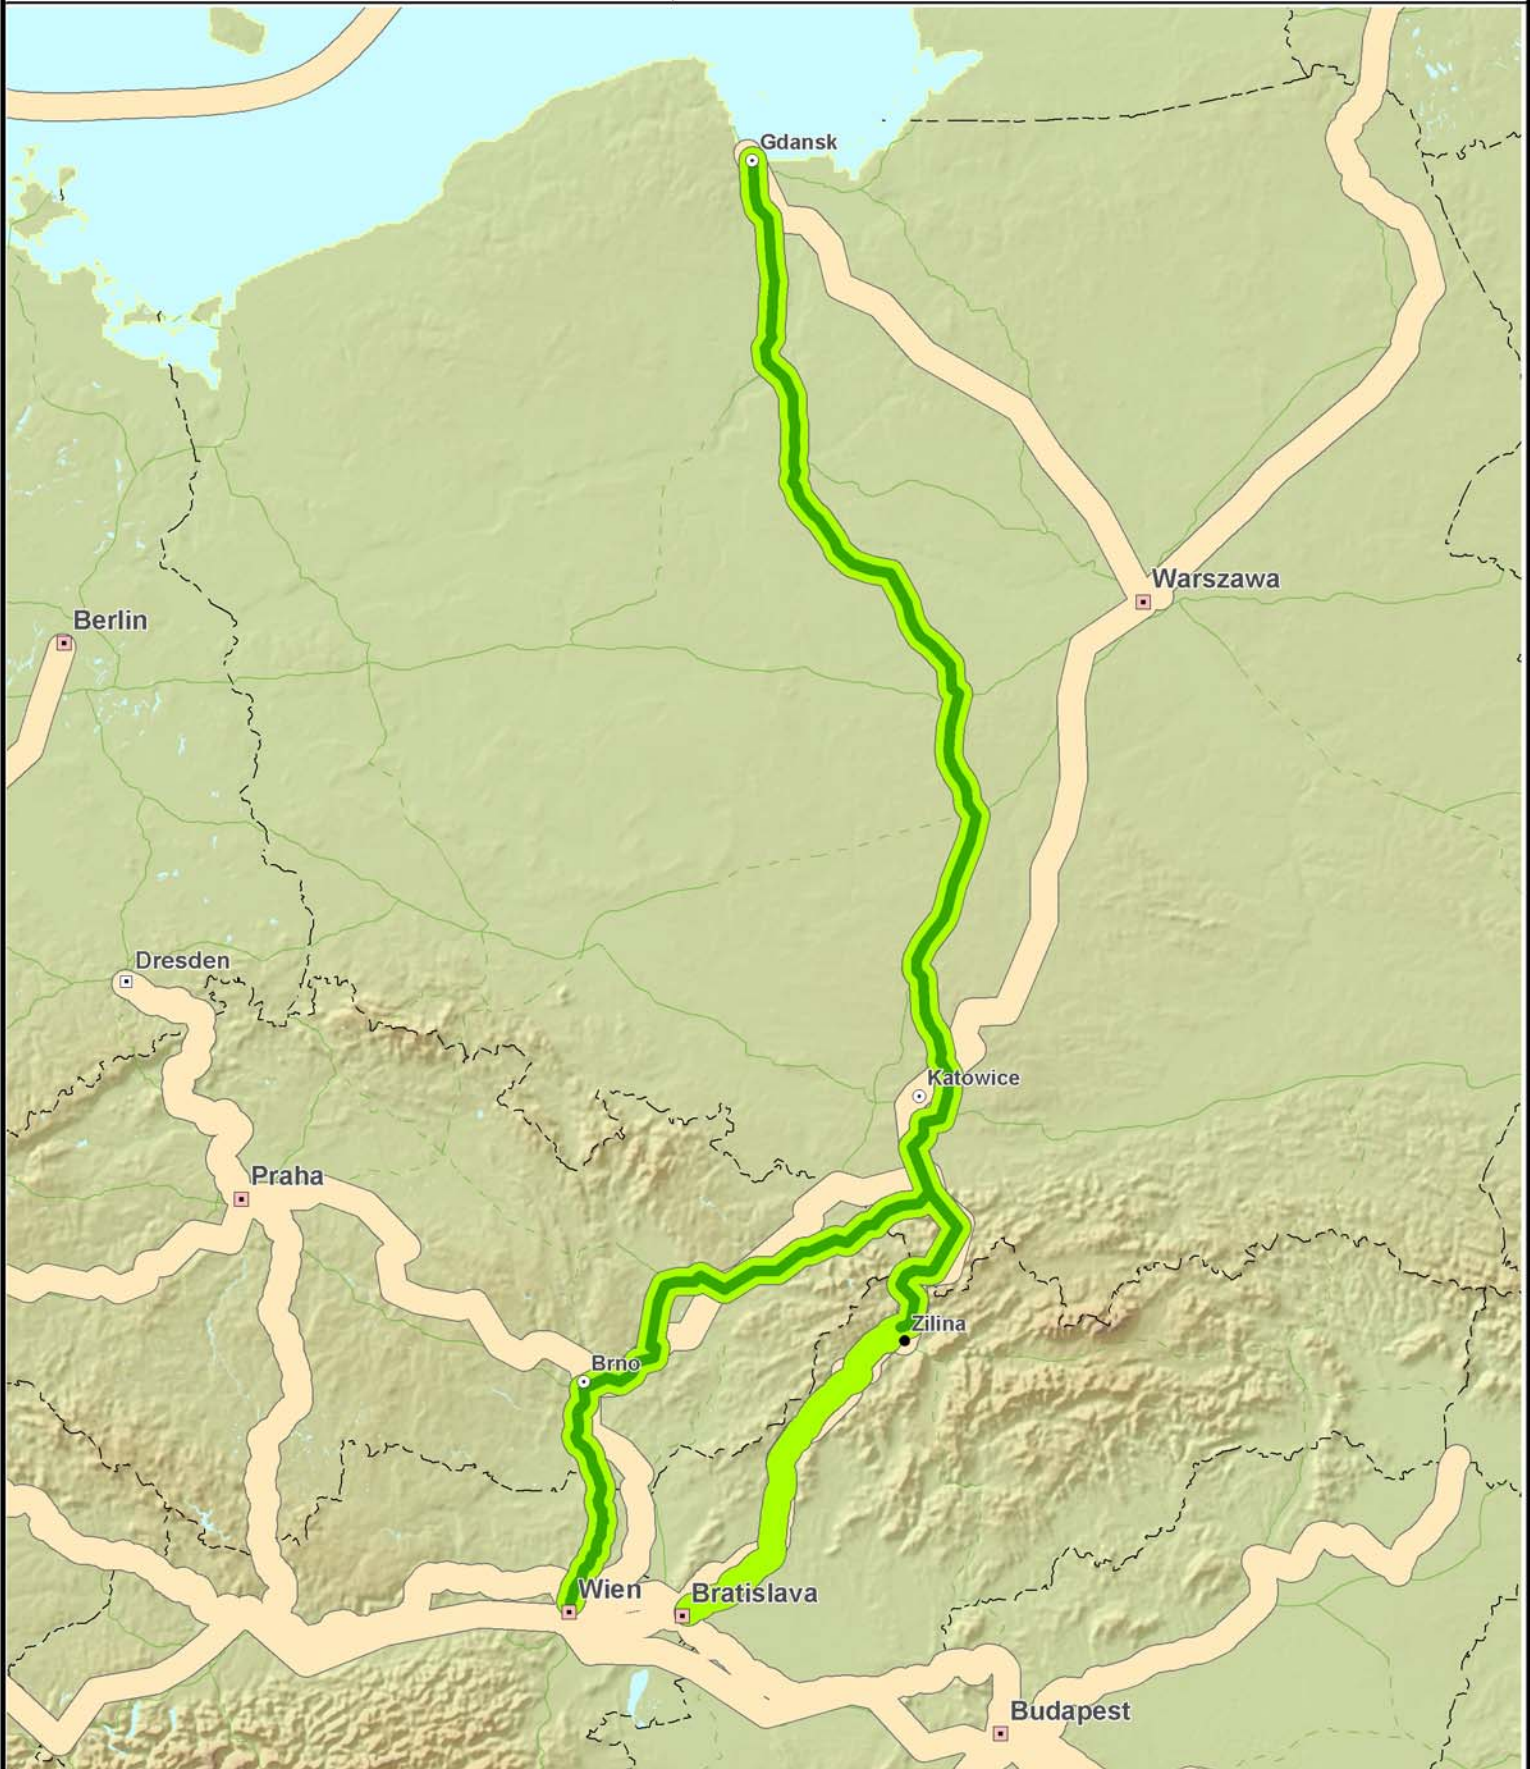 Gdansk
Warszawa
Berlin
Dresden
Katowice
Praha
Zilina
Brno
Wien
Bratislava
Budapest